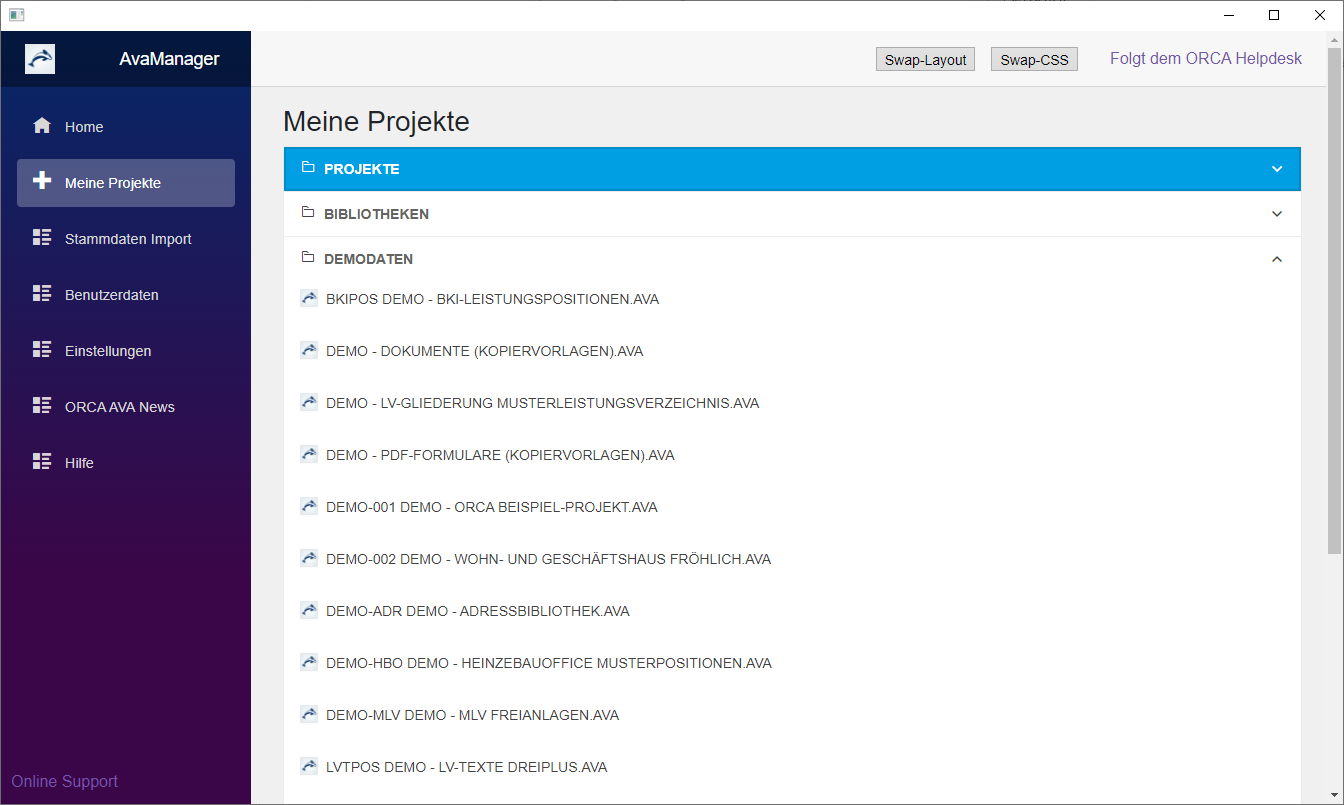 AvaManager
Swap-Layout
Swap-CSS
Folgt dem ORCA Helpdesk
Home
Meine Projekte
Stammdaten Import
Benutzerdaten
Einstellungen
ORCA AVA News
Hilfe
Online Support
Meine Projekte
PROJEKTE
BIBLIOTHEKEN
DEMODATEN
BKIPOS DEMO - BKI-LEISTUNGSPOSITIONEN.AVA
DEMO - DOKUMENTE (KOPIERVORLAGEN).AVA
DEMO - LV-GLIEDERUNG MUSTERLEISTUNGSVERZEICHNIS.AVA
DEMO - PDF-FORMULARE (KOPIERVORLAGEN).AVA
DEMO-001 DEMO - ORCA BEISPIEL-PROJEKT.AVA
DEMO-002 DEMO - WOHN- UND GESCHÄFTSHAUS FRÖHLICH.AVA
DEMO-ADR DEMO - ADRESSBIBLIOTHEK.AVA
DEMO-HBO DEMO - HEINZEBAUOFFICE MUSTERPOSITIONEN.AVA
DEMO-MLV DEMO - MLV FREIANLAGEN.AVA
LVTPOS DEMO - LV-TEXTE DREIPLUS.AVA